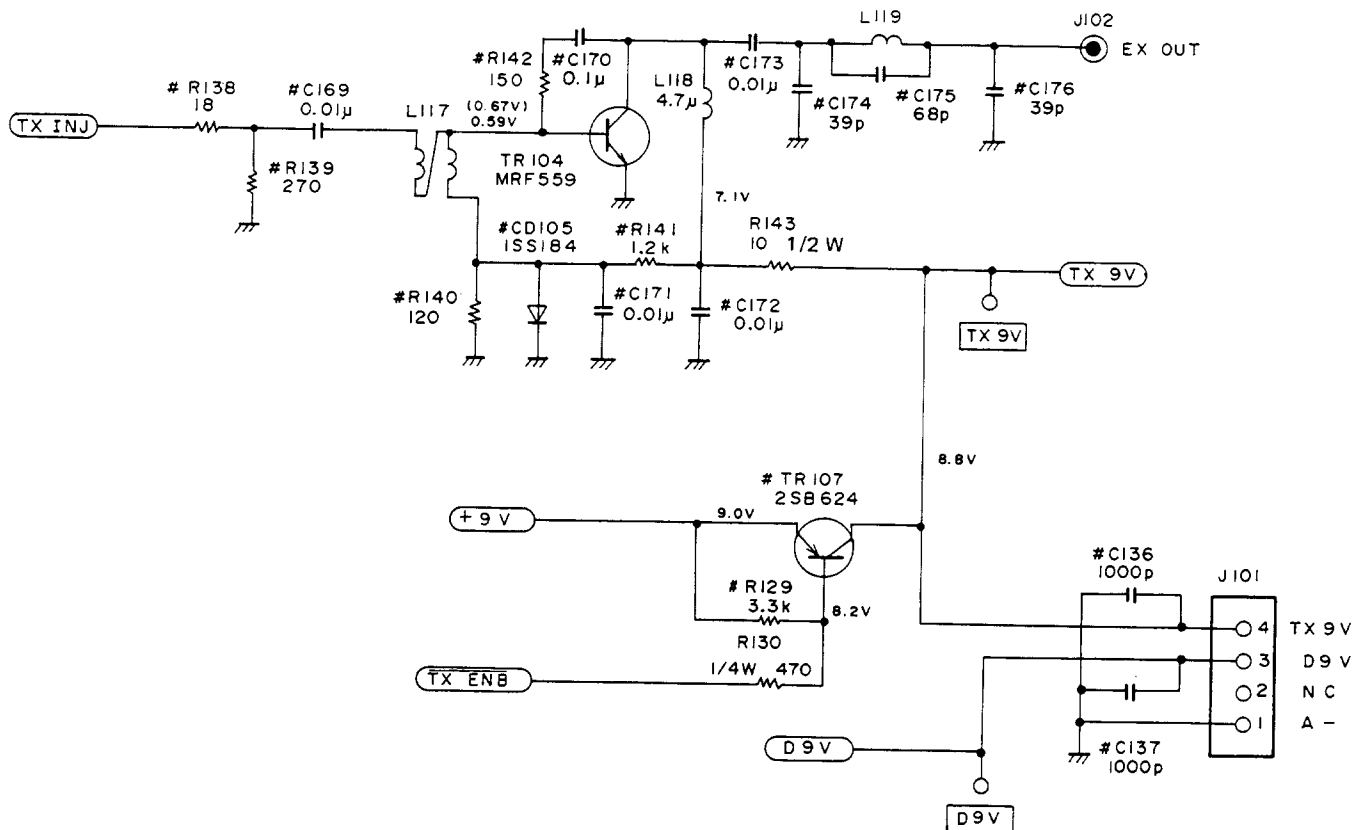 L119
J102
EX OUT
#R142
150
#C170
0.1μ
#C173
0.01μ
L118
4.7μ
#C174
39p
#C175
68p
#C176
39p
#R138
18
#C169
0.01μ
L117
(0.67V)
0.59V
TX INJ
#R139
270
TR104
MRF559
7.1V
#CD105
1SS184
#R141
1.2k
R143
10 1/2W
TX 9V
#R140
120
#C171
0.01μ
#C172
0.01μ
TX 9V
8.8V
#TR107
2SB624
+9V
9.0V
#R129
3.3k
8.2V
R130
1/4W 470
TX ENB
#C136
1000p
J101
4 TX9V
3 D9V
2 NC
1 A-
D9V
#C137
1000p
D9V